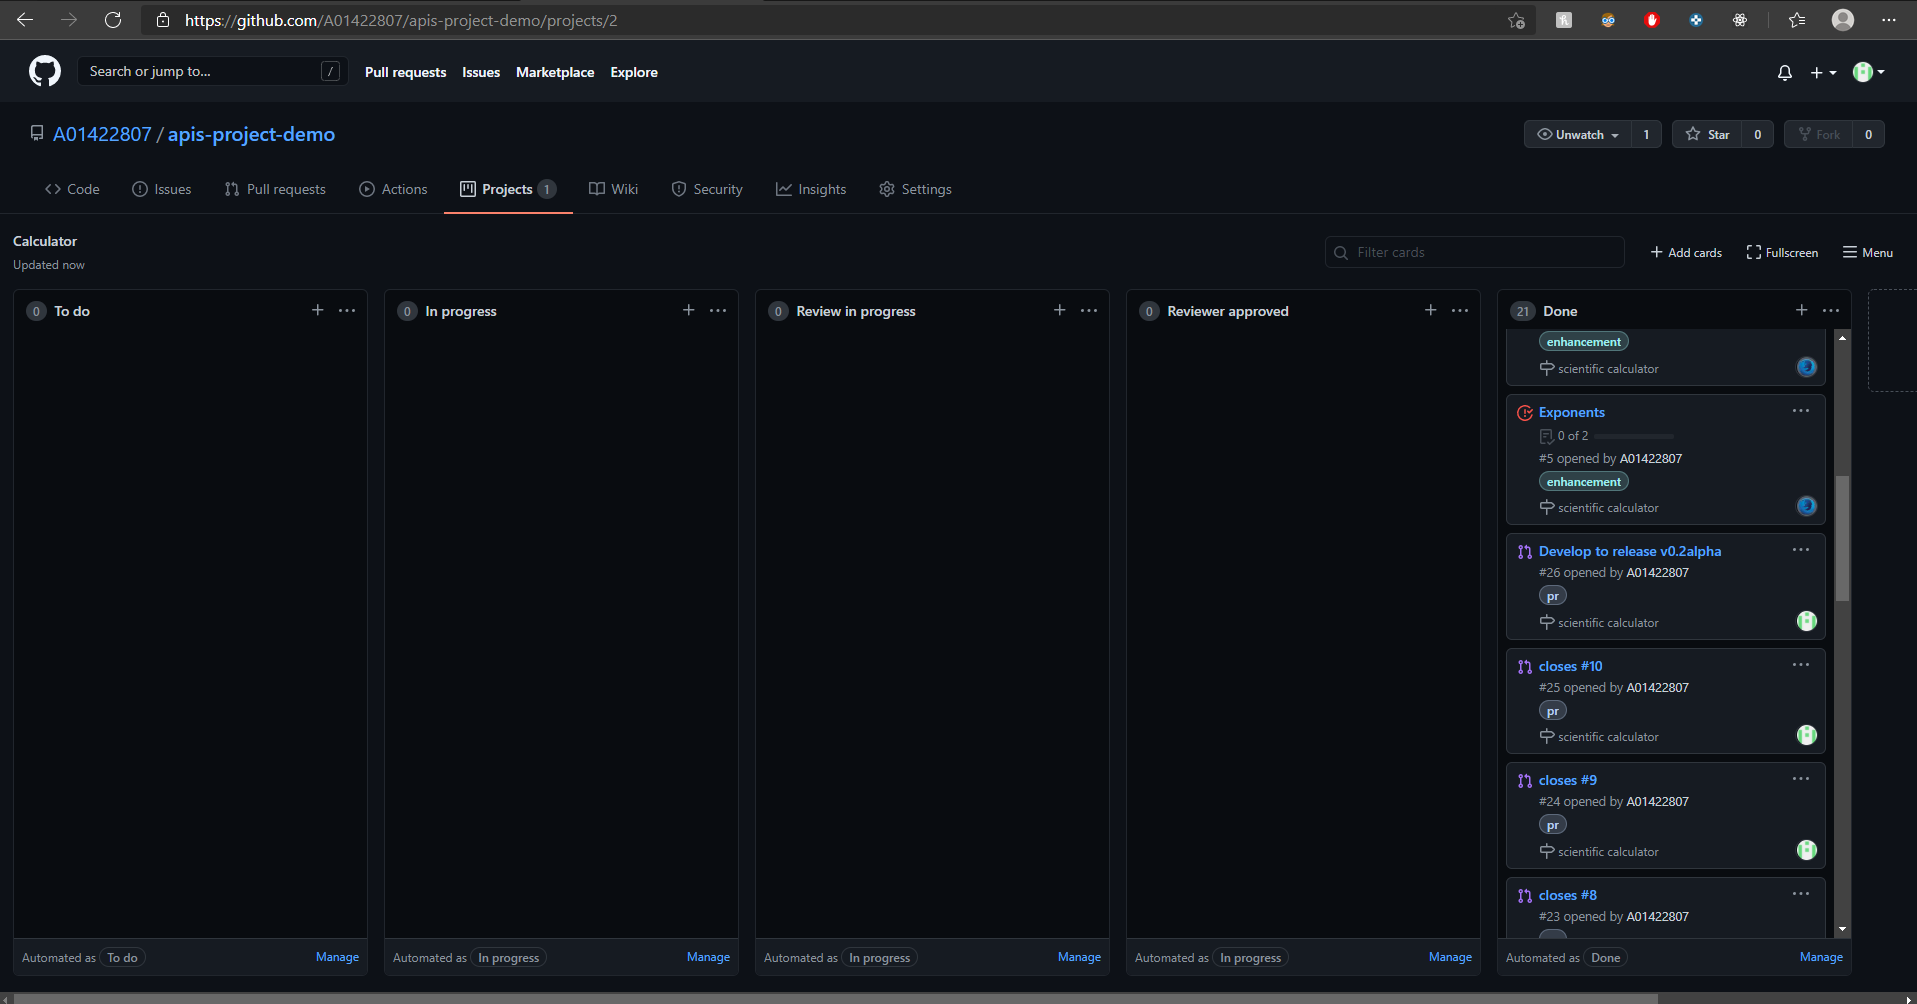 https://github.com/A01422807/apis-project-demo/projects/2
Search or jump to... /
Pull requests Issues Marketplace Explore
A01422807 / apis-project-demo
Unwatch 1 Star 0 Fork 0
Code Issues Pull requests Actions Projects 1 Wiki Security Insights Settings
Calculator
Updated now
Filter cards
Add cards Fullscreen Menu
0 To do
Automated as To do Manage
0 In progress
Automated as In progress Manage
0 Review in progress
Automated as In progress Manage
0 Reviewer approved
Automated as In progress Manage
21 Done
enhancement
scientific calculator
Exponents
0 of 2
#5 opened by A01422807
enhancement
scientific calculator
Develop to release v0.2alpha
#26 opened by A01422807
pr
scientific calculator
closes #10
#25 opened by A01422807
pr
scientific calculator
closes #9
#24 opened by A01422807
pr
scientific calculator
closes #8
#23 opened by A01422807
Automated as Done Manage